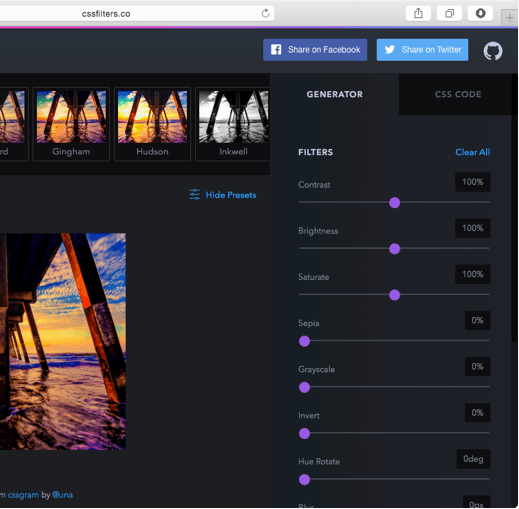 cssfilters.co
Share on Facebook
Share on Twitter
GENERATOR
CSS CODE
rd
Gingham
Hudson
Inkwell
Hide Presets
FILTERS
Clear All
Contrast
100%
Brightness
100%
Saturate
100%
Sepia
0%
Grayscale
0%
Invert
0%
Hue Rotate
0deg
Blur
0px
m cssgram by @una